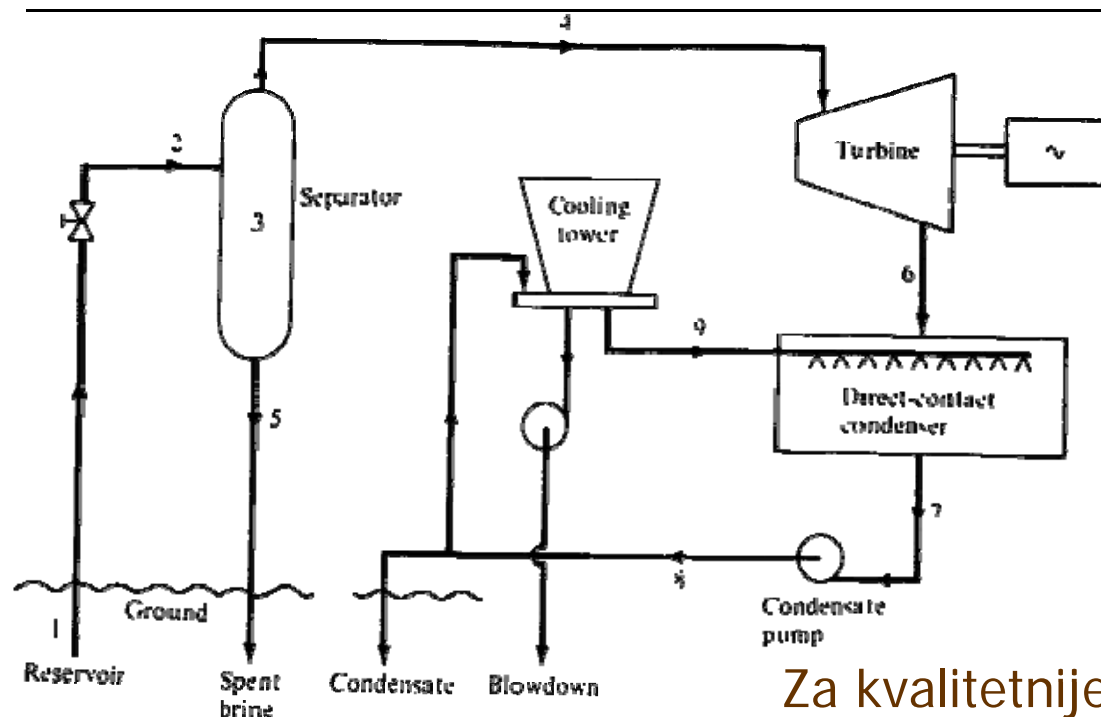 4
2
Separator
3
Turbine
~
Cooling
tower
6
9
Direct-contact
condenser
5
7
8
Condensate
pump
Ground
1
Reservoir
Spent
brine
Condensate
Blowdown
Za kvalitetnije